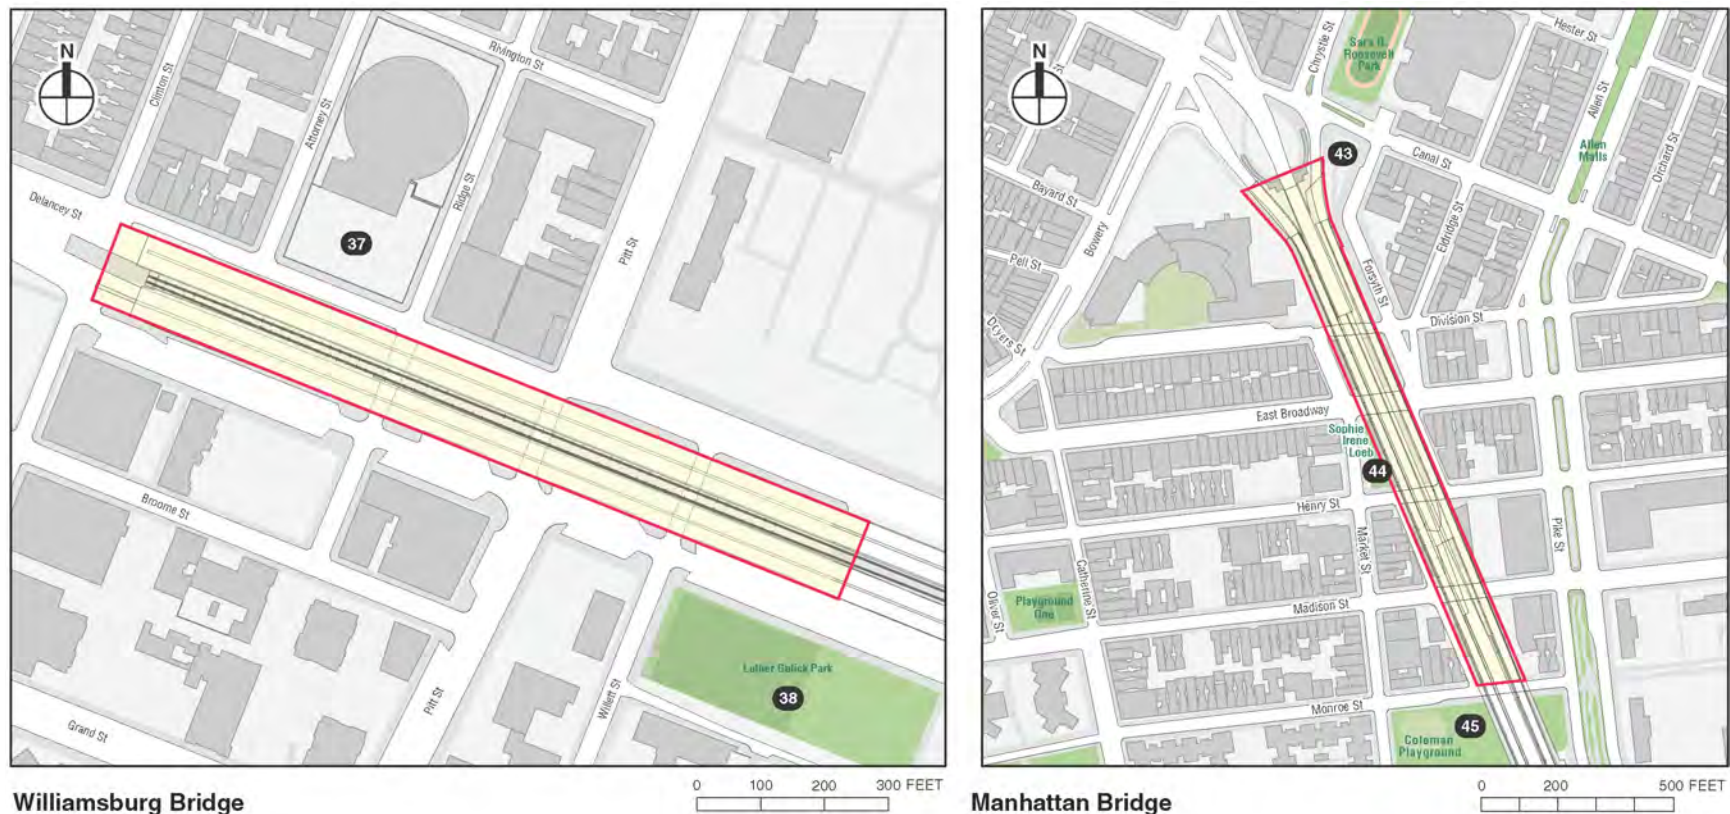 N
Clinton St
Attorney St
Rivington St
Ridge St
Delancey St
37
Pitt St
Broome St
Pitt St
Willett St
Grand St
Luther Gulick Park
38
Williamsburg Bridge
0 100 200 300 FEET
N
St
Chrystie St
Sara D.
Roosevelt
Park
Hester St
Allen St
Allen
Malls
Orchard St
43
Canal St
Bayard St
Bowery
Eldridge St
Pell St
Forsyth St
Doyers St
Division St
East Broadway
Sophie
Irene
Loeb
44
Henry St
Market St
Pike St
Catherine St
Oliver St
Playground
One
Madison St
Monroe St
45
Coleman
Playground
Manhattan Bridge
0 200 500 FEET